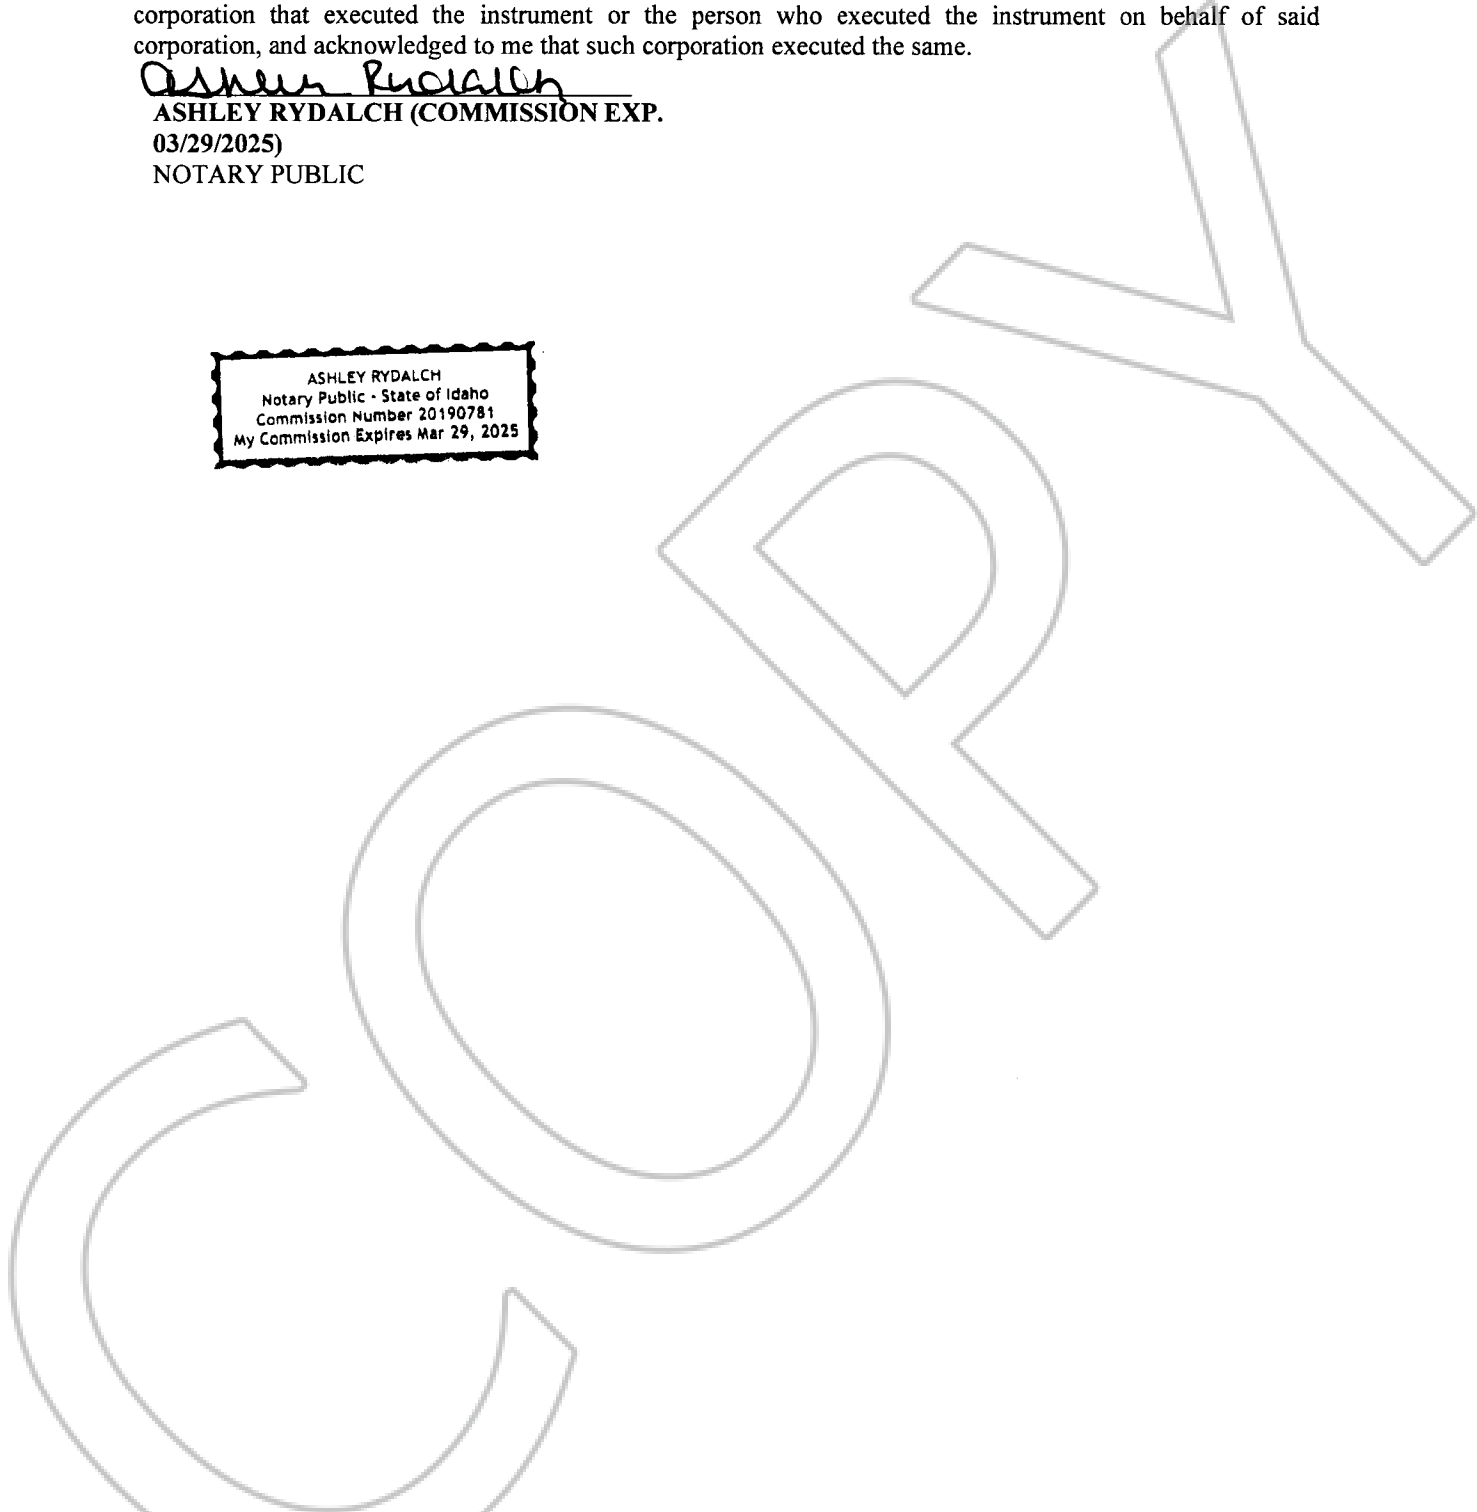 corporation that executed the instrument or the person who executed the instrument on behalf of said
corporation, and acknowledged to me that such corporation executed the same.
Ashley Rydalch
ASHLEY RYDALCH (COMMISSION EXP.
03/29/2025)
NOTARY PUBLIC
ASHLEY RYDALCH
Notary Public - State of Idaho
Commission Number 20190781
My Commission Expires Mar 29, 2025
COPY